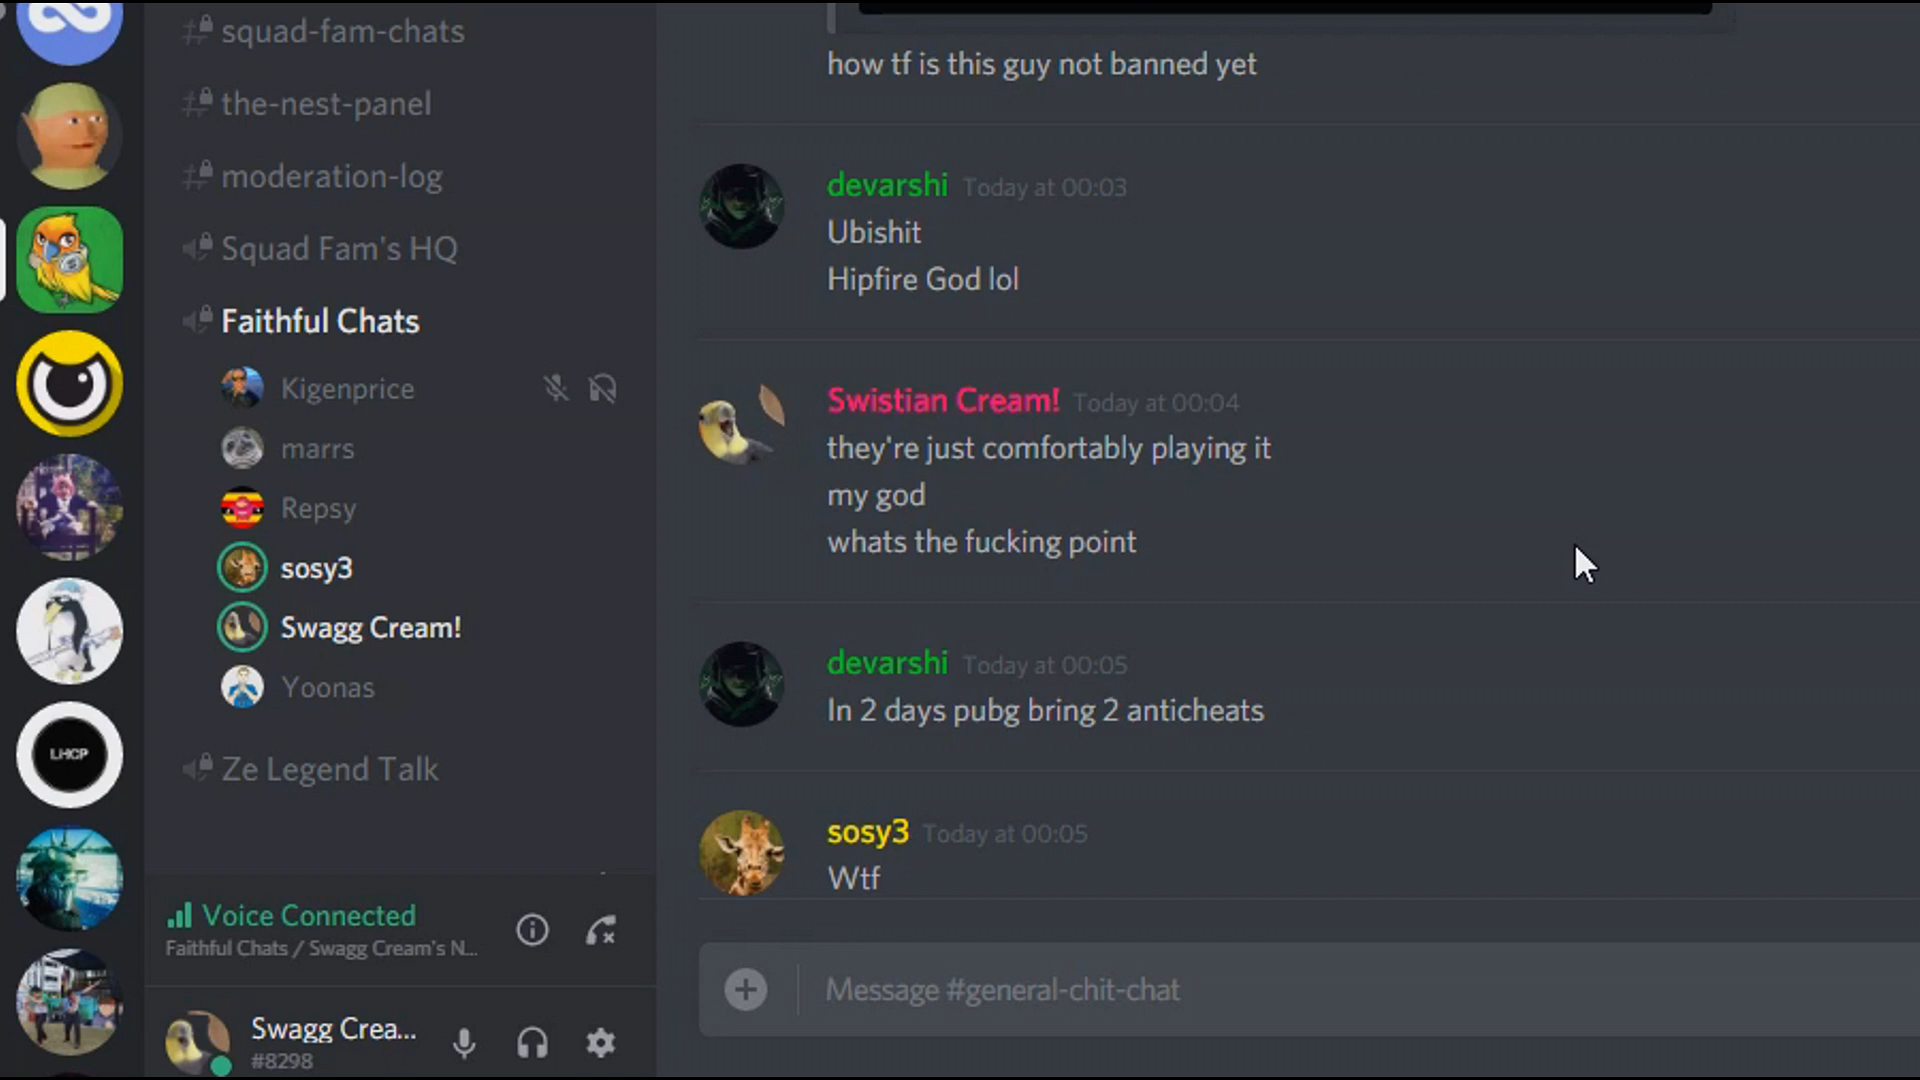 squad-fam-chats
the-nest-panel
moderation-log
Squad Fam's HQ
Faithful Chats
Kigenprice
marrs
Repsy
sosy3
Swagg Cream!
Yoonas
Ze Legend Talk
LHCP
Voice Connected
Faithful Chats / Swagg Cream's N...
Swagg Crea...
#8298
how tf is this guy not banned yet
devarshi Today at 00:03
Ubishit
Hipfire God lol
Swistian Cream! Today at 00:04
they're just comfortably playing it
my god
whats the fucking point
devarshi Today at 00:05
In 2 days pubg bring 2 anticheats
sosy3 Today at 00:05
Wtf
Message #general-chit-chat